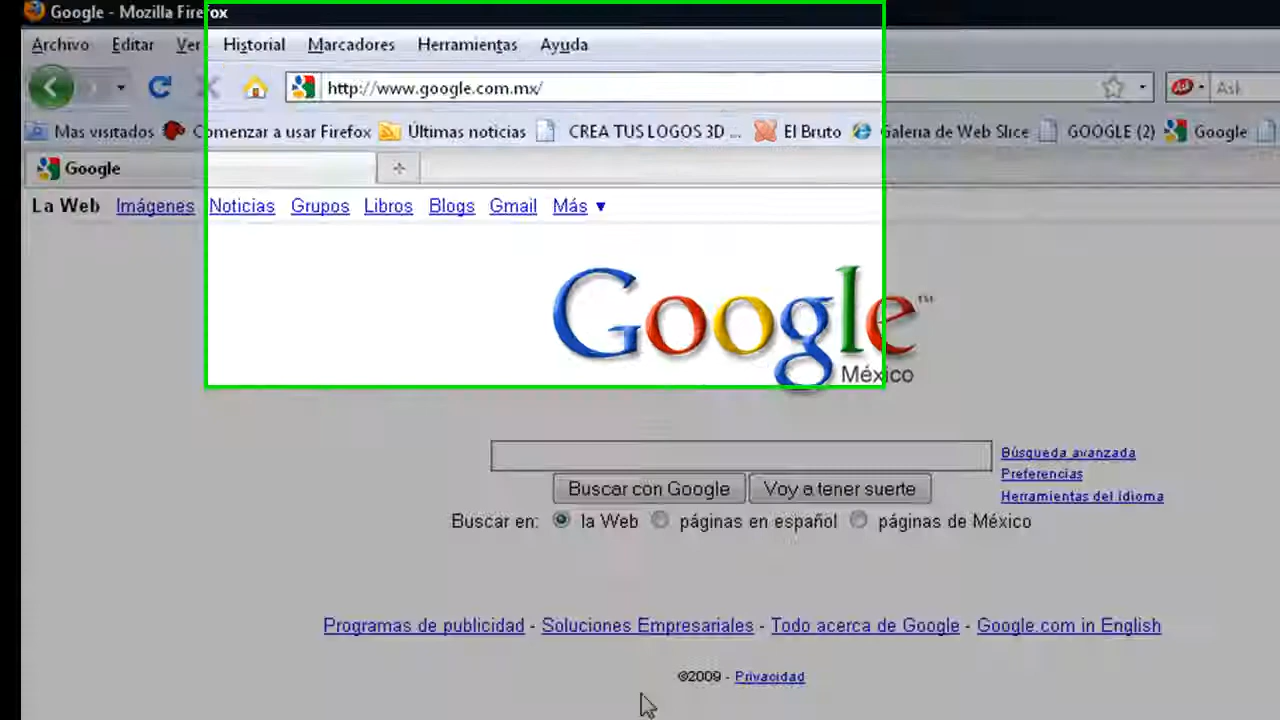 Google - Mozilla Firefox
Archivo Editar Ver Historial Marcadores Herramientas Ayuda
http://www.google.com.mx/ Ask
Mas visitados Comenzar a usar Firefox Últimas noticias CREA TUS LOGOS 3D ... El Bruto Galeria de Web Slice GOOGLE (2) Google
Google
La Web Imágenes Noticias Grupos Libros Blogs Gmail Más ▼
Google™
México
Búsqueda avanzada
Preferencias
Herramientas del idioma
Buscar con Google Voy a tener suerte
Buscar en: la Web páginas en español páginas de México
Programas de publicidad - Soluciones Empresariales - Todo acerca de Google - Google.com in English
©2009 - Privacidad